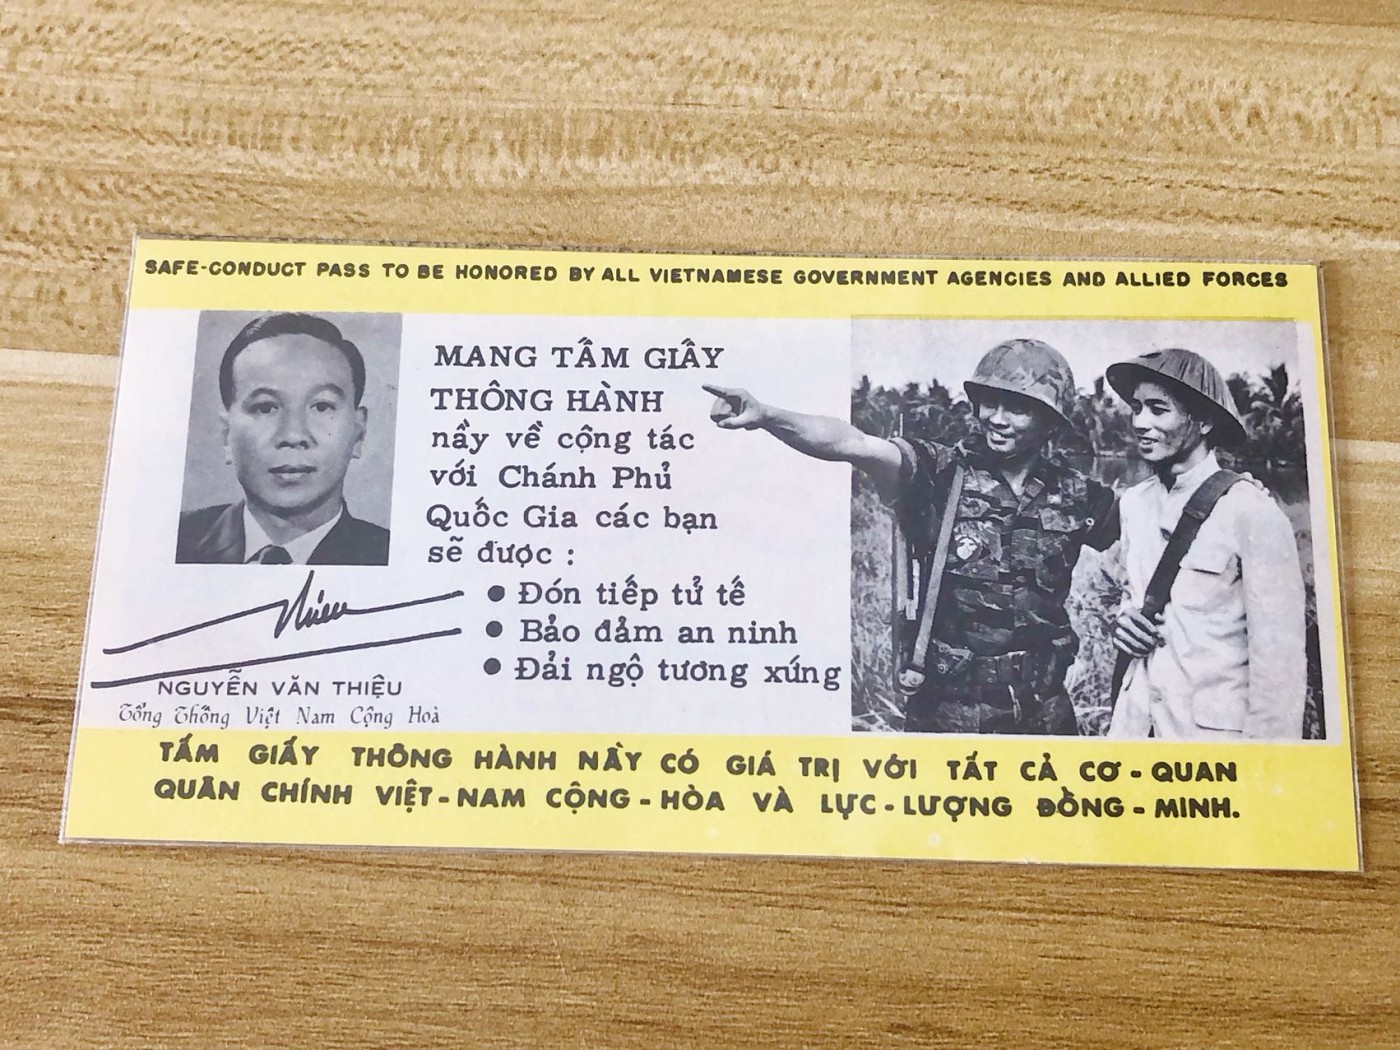 SAFE-CONDUCT PASS TO BE HONORED BY ALL VIETNAMESE GOVERNMENT AGENCIES AND ALLIED FORCES
MANG TẤM GIẤY
THÔNG HÀNH
nầy về cộng tác
với Chánh Phủ
Quốc Gia các bạn
sẽ được :
● Đón tiếp tử tế
● Bảo đảm an ninh
● Đải ngộ tương xứng
NGUYỄN VĂN THIỆU
Tổng Thống Việt Nam Cộng Hoà
TẤM GIẤY THÔNG HÀNH NẦY CÓ GIÁ TRỊ VỚI TẤT CẢ CƠ - QUAN
QUÂN CHÍNH VIỆT - NAM CỘNG - HÒA VÀ LỰC - LƯỢNG ĐỒNG - MINH.